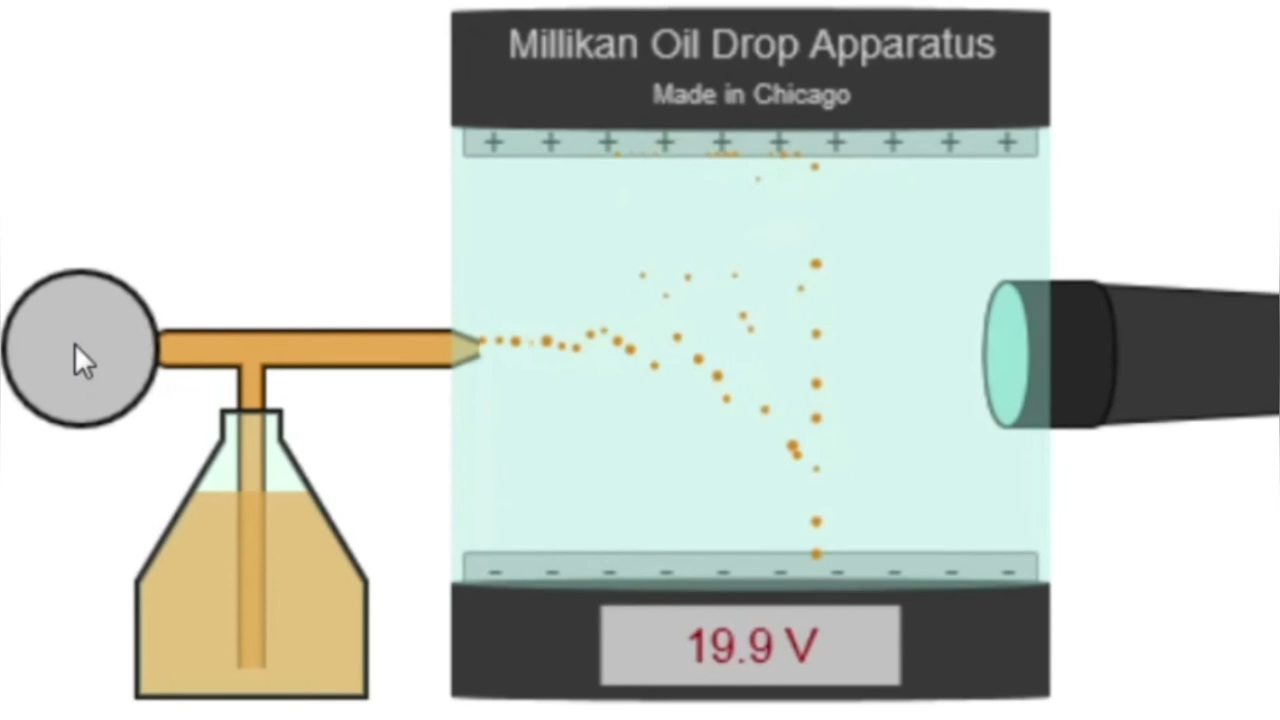 Millikan Oil Drop Apparatus
Made in Chicago
+ + + + + + + + + +
- - - - - - - - - -
19.9 V